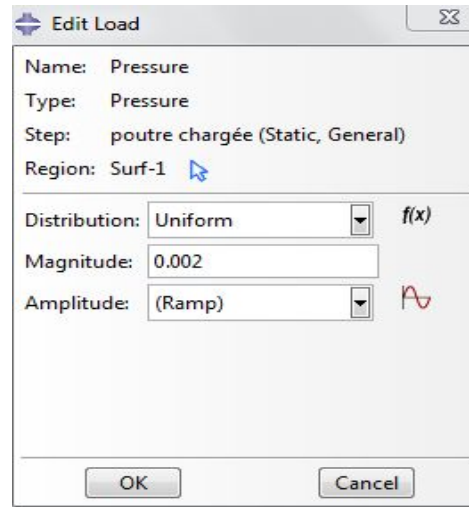 Edit Load
Name: Pressure
Type: Pressure
Step: poutre chargée (Static, General)
Region: Surf-1
Distribution: Uniform f(x)
Magnitude: 0.002
Amplitude: (Ramp)
OK Cancel